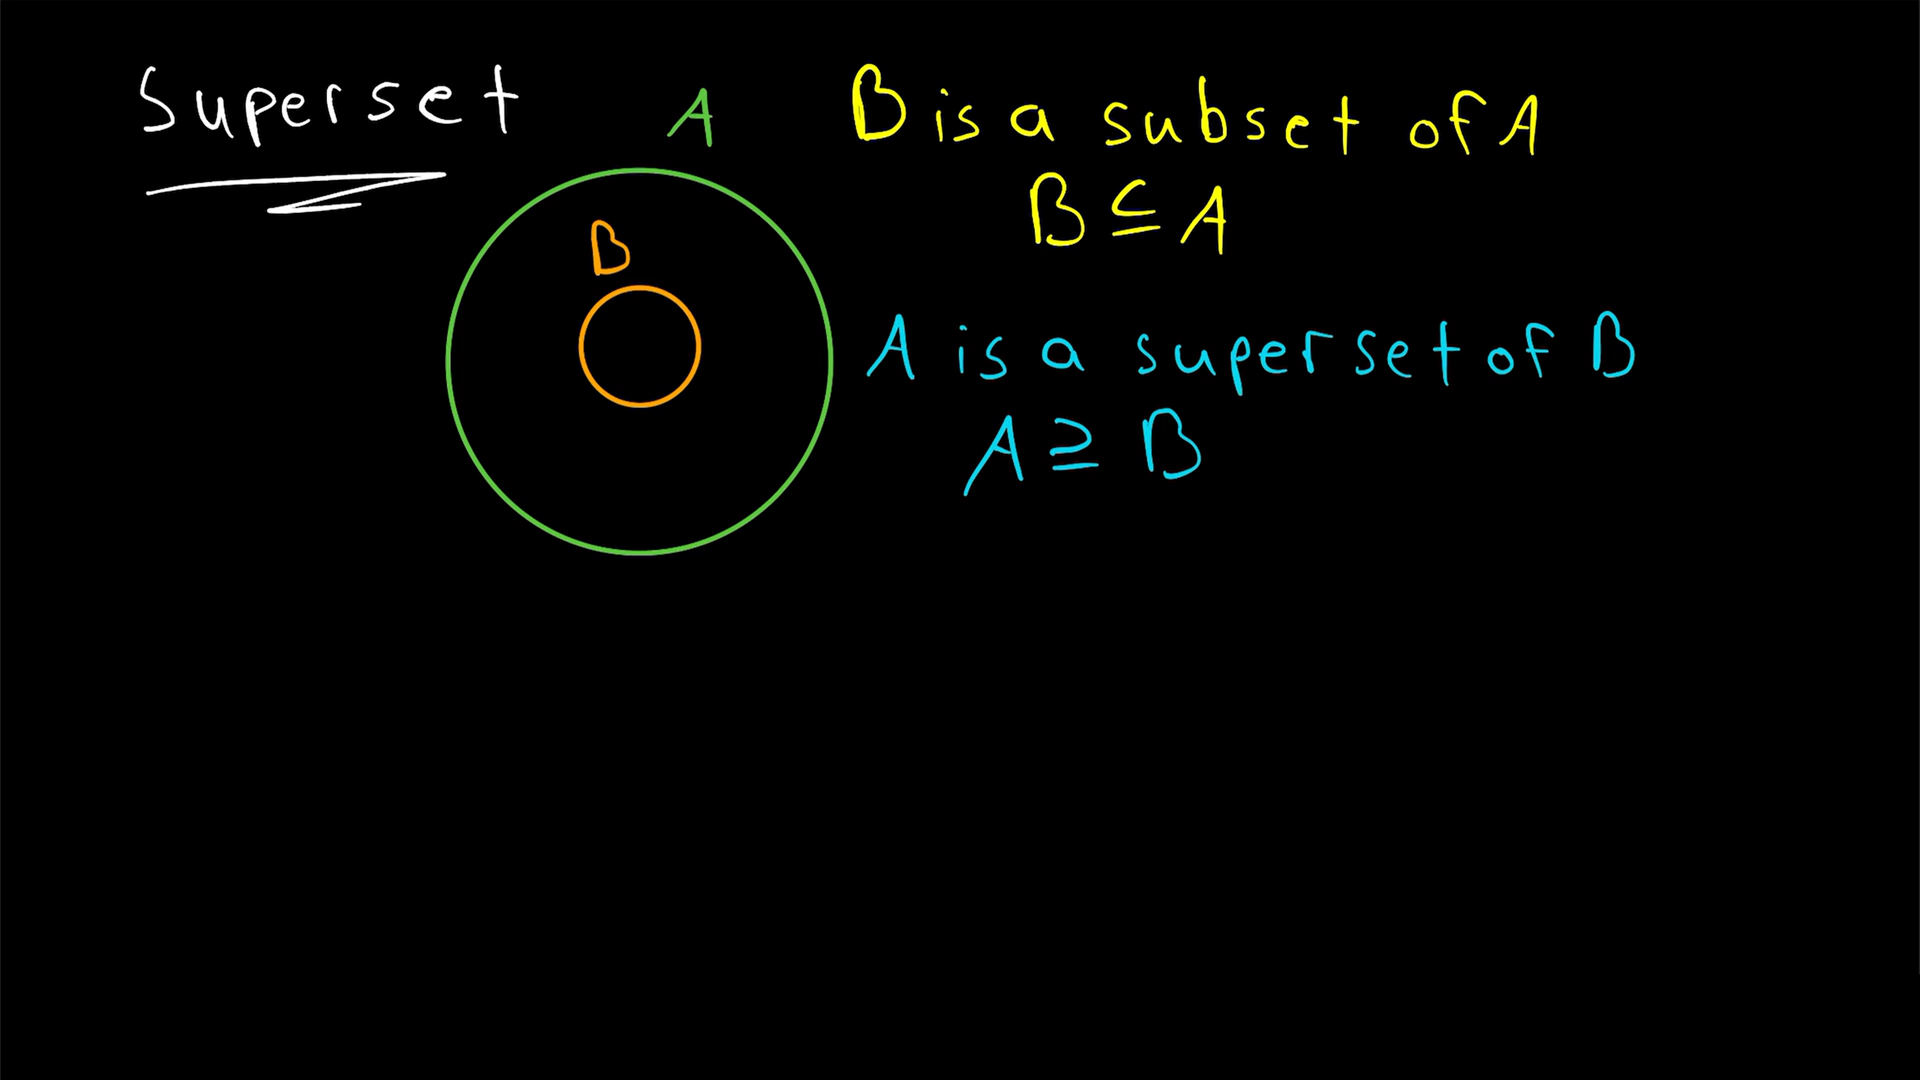 Superset
A
B
B is a subset of A
B ⊆ A
A is a superset of B
A ⊇ B